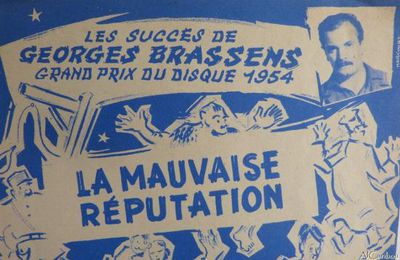 LES SUCCÈS DE
GEORGES BRASSENS
GRAND PRIX DU DISQUE 1954
LA MAUVAISE
RÉPUTATION